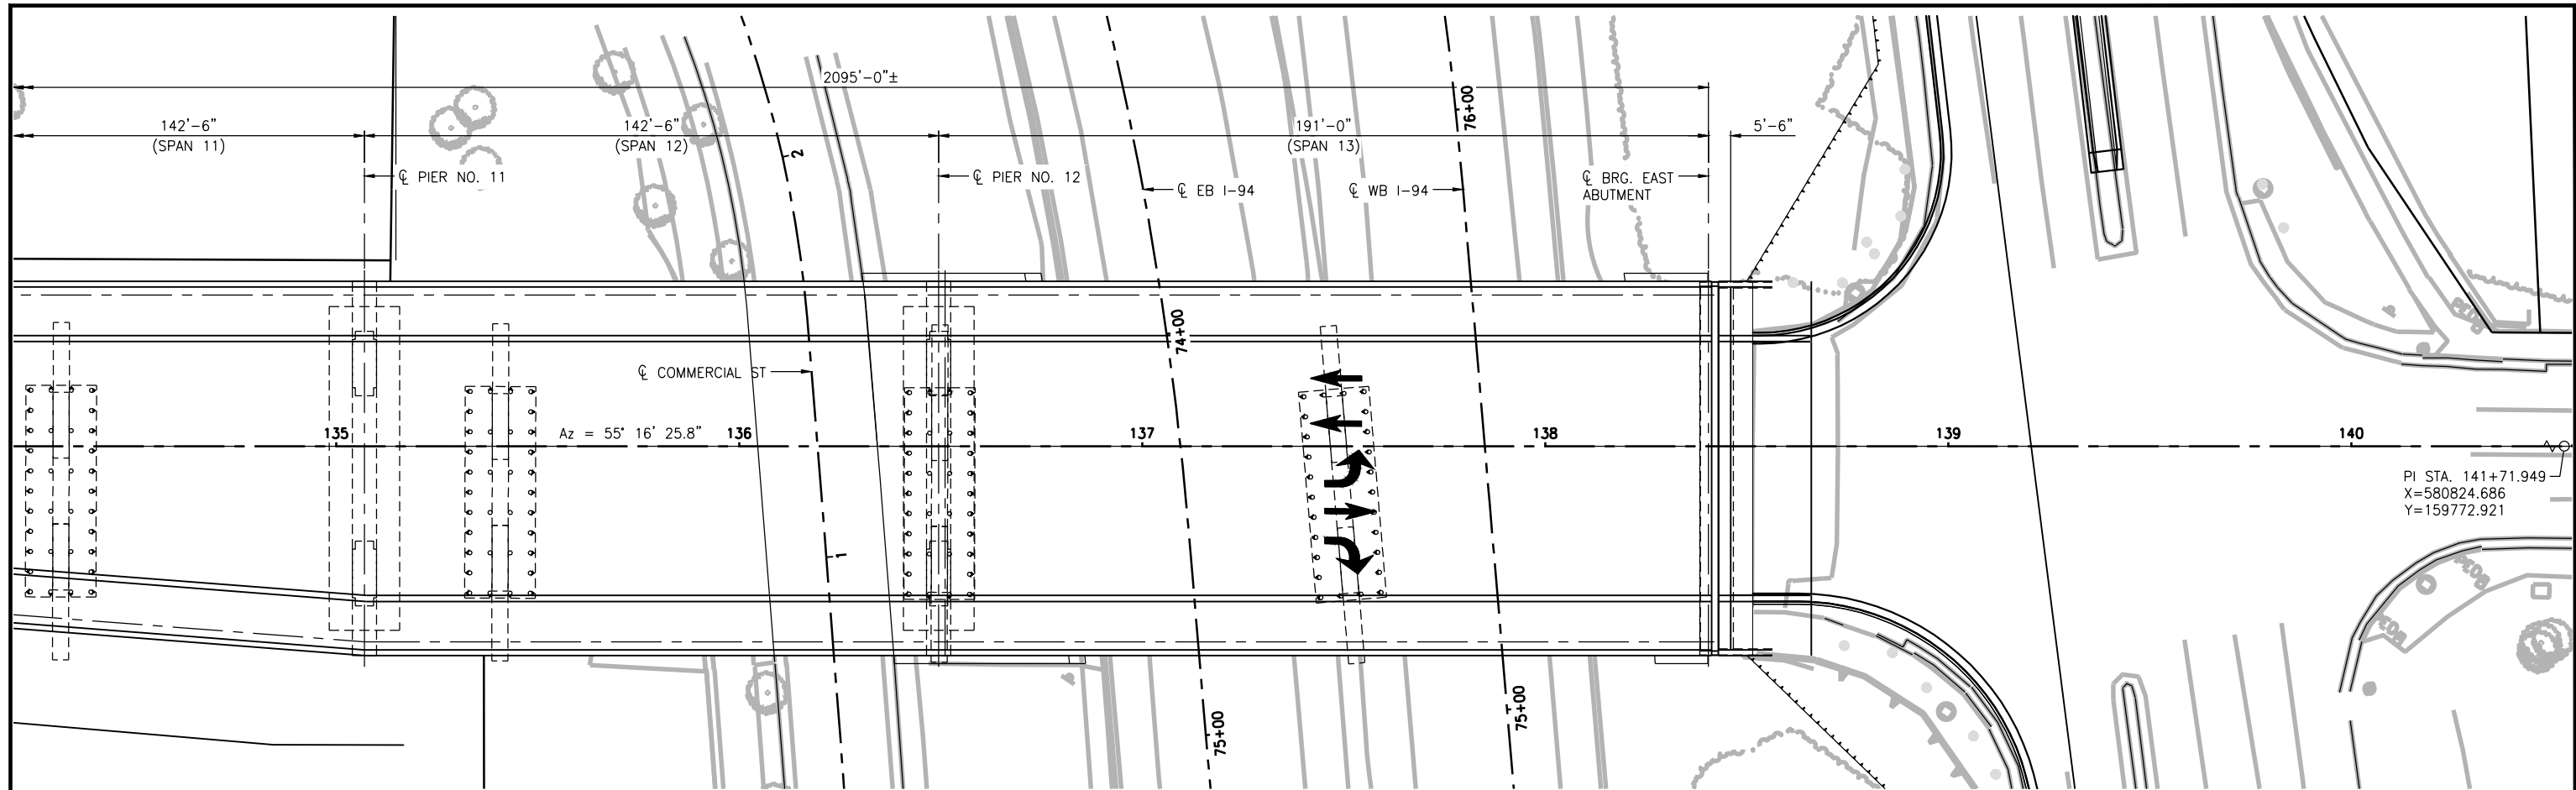 2095'-0"±
142'-6"
(SPAN 11)
142'-6"
(SPAN 12)
191'-0"
(SPAN 13)
5'-6"
76+00
2
℄ PIER NO. 11
℄ PIER NO. 12
℄ EB I-94
℄ WB I-94
℄ BRG. EAST
ABUTMENT
74+00
℄ COMMERCIAL ST
135
Az = 55° 16' 25.8"
136
137
138
139
140
PI STA. 141+71.949
X=580824.686
Y=159772.921
1
75+00
75+00
PEDR
PEDR